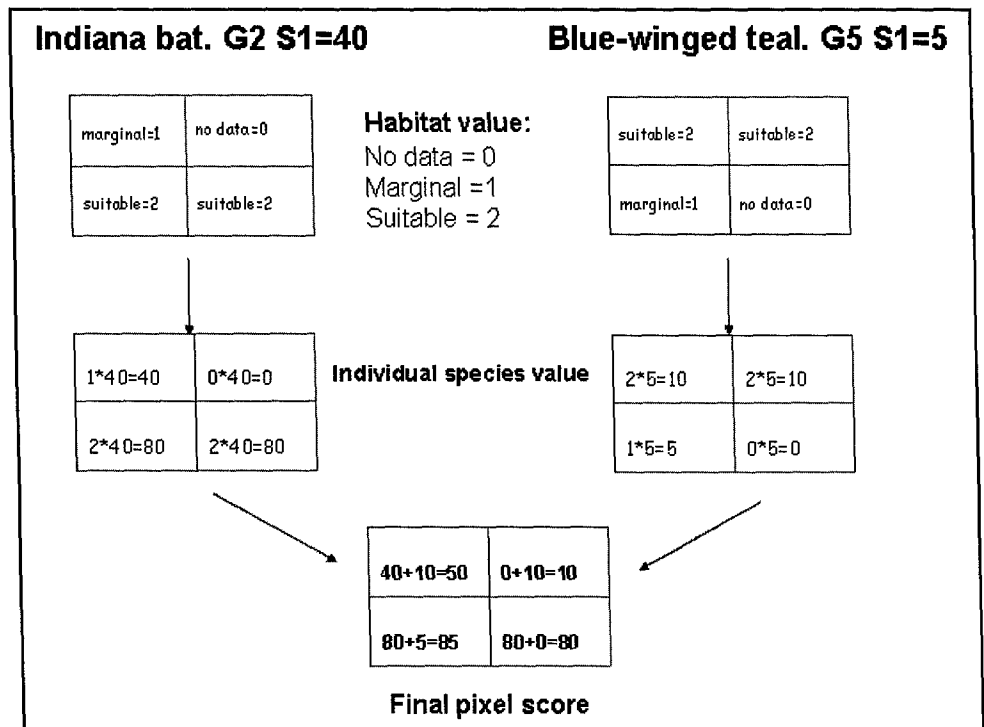 Indiana bat. G2 S1=40
Blue-winged teal. G5 S1=5
marginal=1
no data=0
suitable=2
suitable=2
Habitat value:
No data = 0
Marginal =1
Suitable = 2
suitable=2
suitable=2
marginal=1
no data=0
1*40=40
0*40=0
2*40=80
2*40=80
Individual species value
2*5=10
2*5=10
1*5=5
0*5=0
40+10=50
0+10=10
80+5=85
80+0=80
Final pixel score